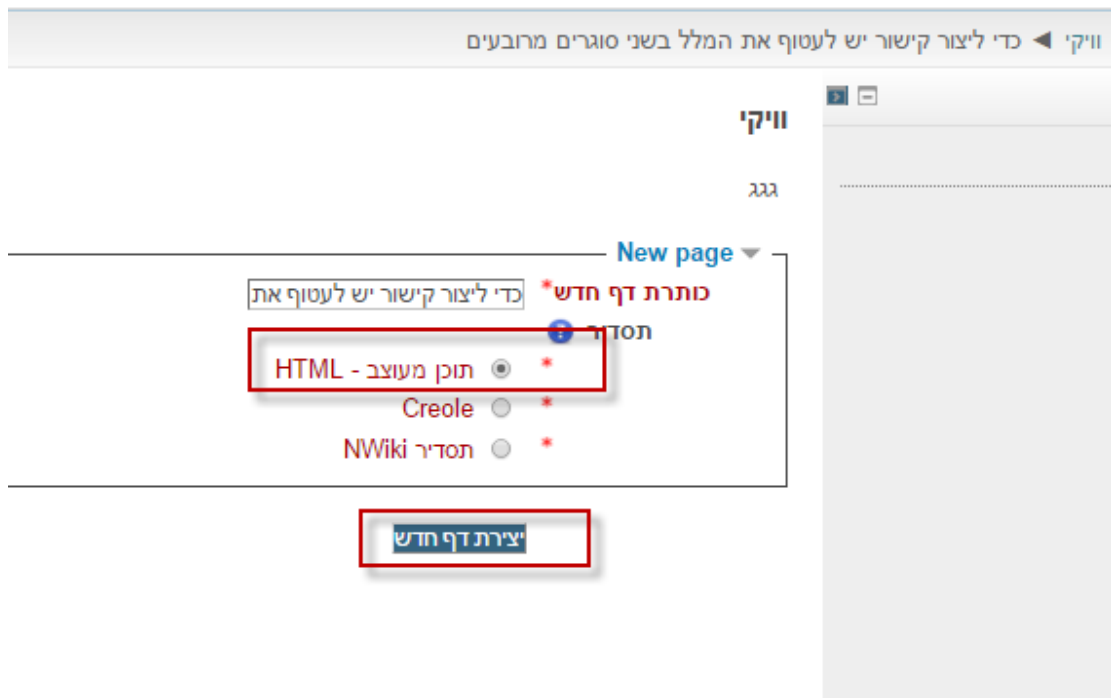 וויקי ◄ כדי ליצור קישור יש לעטוף את המלל בשני סוגרים מרובעים
וויקי
גגג
New page
כותרת דף חדש* כדי ליצור קישור יש לעטוף את
תסדיר ?
* תוכן מעוצב - HTML
* Creole
* תסדיר NWiki
יצירת דף חדש